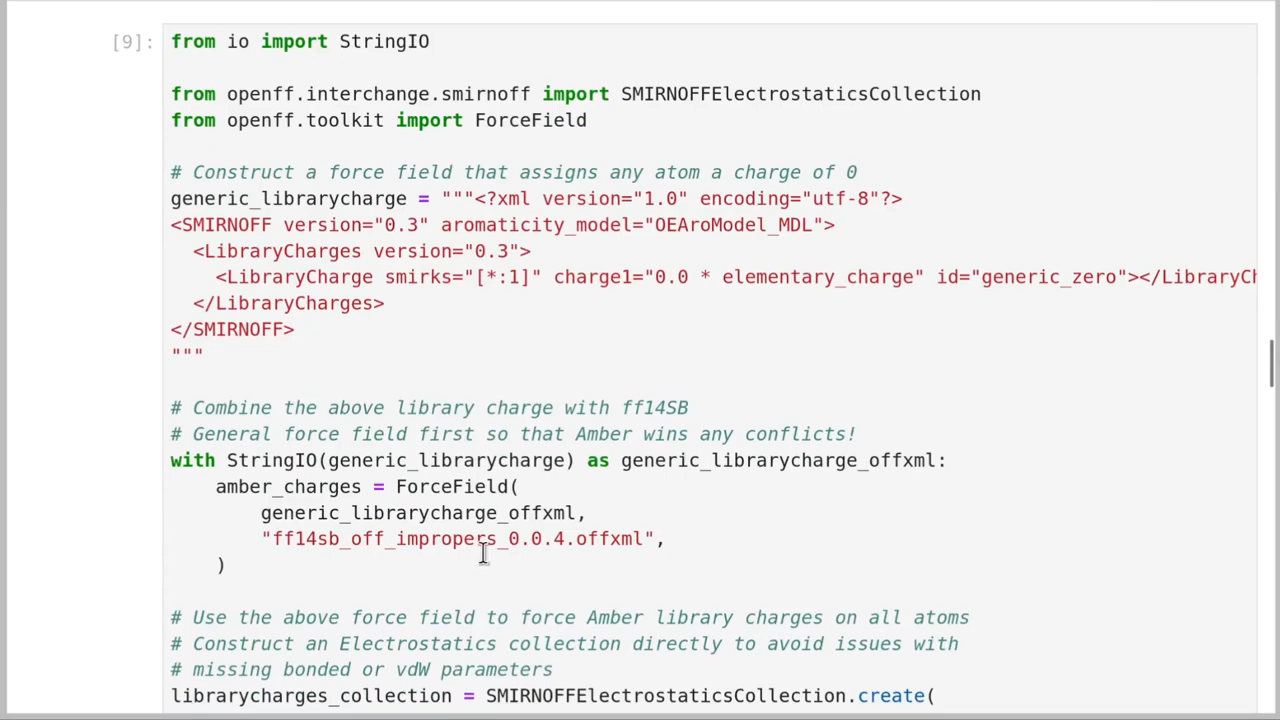 [9]: from io import StringIO
from openff.interchange.smirnoff import SMIRNOFFElectrostaticsCollection
from openff.toolkit import ForceField
# Construct a force field that assigns any atom a charge of 0
generic_librarycharge = """<?xml version="1.0" encoding="utf-8"?>
<SMIRNOFF version="0.3" aromaticity_model="OEAroModel_MDL">
  <LibraryCharges version="0.3">
    <LibraryCharge smirks="[*:1]" charge1="0.0 * elementary_charge" id="generic_zero"></LibraryCh
  </LibraryCharges>
</SMIRNOFF>
"""
# Combine the above library charge with ff14SB
# General force field first so that Amber wins any conflicts!
with StringIO(generic_librarycharge) as generic_librarycharge_offxml:
    amber_charges = ForceField(
        generic_librarycharge_offxml,
        "ff14sb_off_impropers_0.0.4.offxml",
    )
# Use the above force field to force Amber library charges on all atoms
# Construct an Electrostatics collection directly to avoid issues with
# missing bonded or vdW parameters
librarycharges_collection = SMIRNOFFElectrostaticsCollection.create(